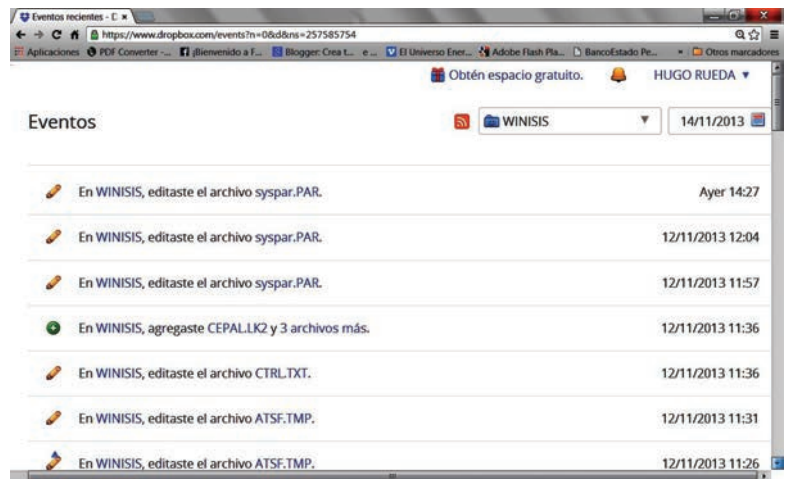 Eventos recientes - D
https://www.dropbox.com/events?n=0&d&ns=257585754
Aplicaciones PDF Converter -... ¡Bienvenido a F... Blogger: Crea t... e ... El Universo Ener... Adobe Flash Pla... BancoEstado Pe... » Otros marcadores
Obtén espacio gratuito. HUGO RUEDA ▼
Eventos WINISIS ▼ 14/11/2013
En WINISIS, editaste el archivo syspar.PAR. Ayer 14:27
En WINISIS, editaste el archivo syspar.PAR. 12/11/2013 12:04
En WINISIS, editaste el archivo syspar.PAR. 12/11/2013 11:57
En WINISIS, agregaste CEPAL.LK2 y 3 archivos más. 12/11/2013 11:36
En WINISIS, editaste el archivo CTRL.TXT. 12/11/2013 11:36
En WINISIS, editaste el archivo ATSF.TMP. 12/11/2013 11:31
En WINISIS, editaste el archivo ATSF.TMP. 12/11/2013 11:26